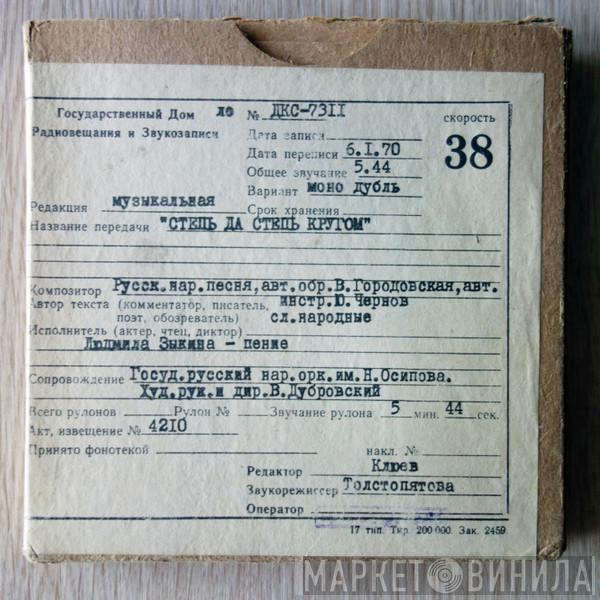 Государственный Дом ло № ДКС-7311 скорость
Радиовещания и Звукозаписи Дата записи 38
Дата переписи 6.I.70
Общее звучание 5.44
Вариант моно дубль
Редакция музыкальная Срок хранения
Название передачи "СТЕПЬ ДА СТЕПЬ КРУГОМ"
Композитор Русск.нар.песня,авт.обр.В.Городовская,авт.
Автор текста (комментатор, писатель, инстр.Ю.Чернов
поэт, обозреватель) сл.народные
Исполнитель (актер, чтец, диктор)
Людмила Зыкина - пение
Сопровождение Госуд.русский нар.орк.им.Н.Осипова.
Худ.рук.и дир.В.Дубровский
Всего рулонов Рулон № Звучание рулона 5 мин. 44 сек.
Акт, извещение № 4210
Принято фонотекой накл. №
Редактор Клюев
Звукорежиссер Толстопятова
Оператор
17 тип. Тир. 200 000. Зак. 2459
МАРКЕТ ВИНИЛА